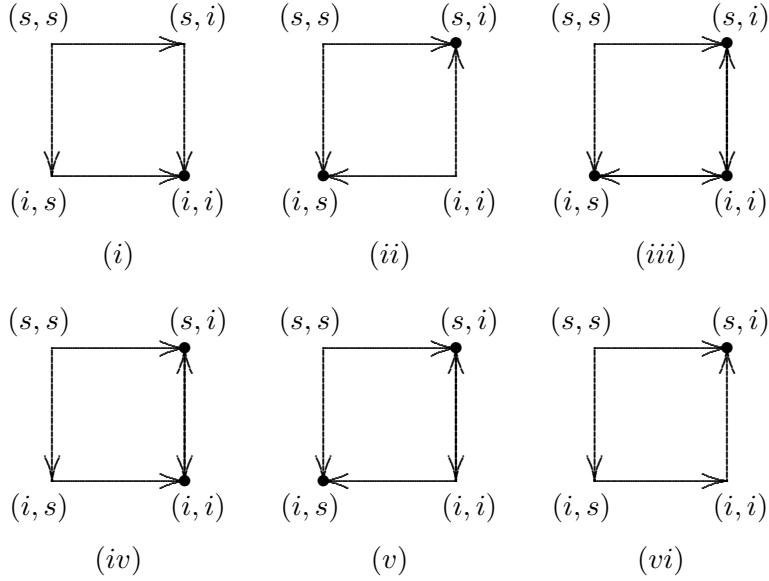 (s, s) (s, i) (s, s) (s, i) (s, s) (s, i)
(i, s) (i, i) (i, s) (i, i) (i, s) (i, i)
(i) (ii) (iii)
(s, s) (s, i) (s, s) (s, i) (s, s) (s, i)
(i, s) (i, i) (i, s) (i, i) (i, s) (i, i)
(iv) (v) (vi)